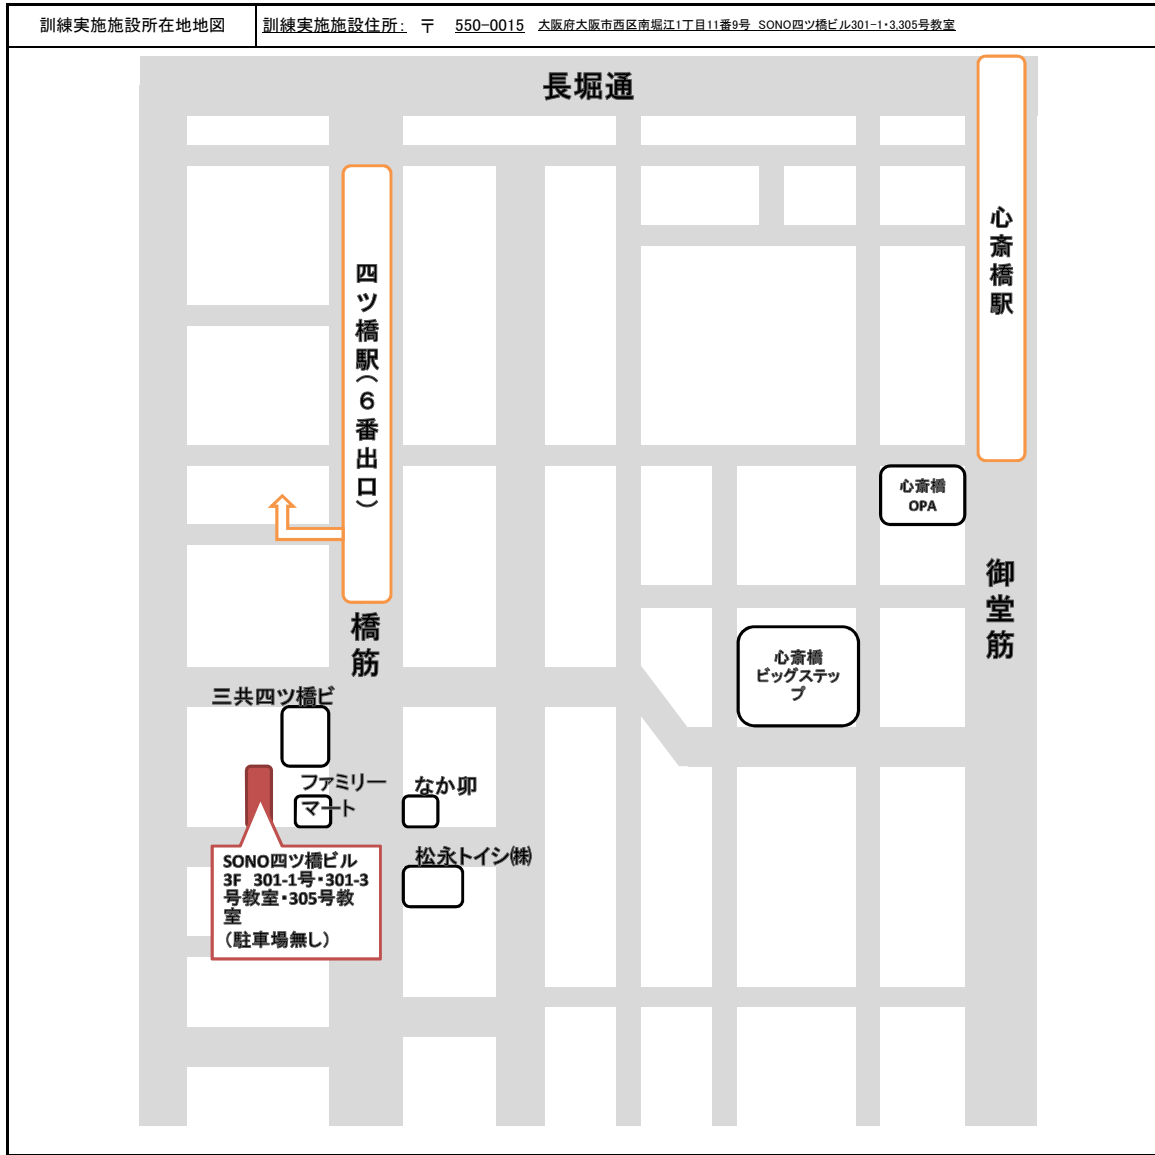 訓練実施施設所在地地図
訓練実施施設住所： 〒 550-0015 大阪府大阪市西区南堀江1丁目11番9号 SONO四ツ橋ビル301-1・3,305号教室
長堀通
心斎橋駅
四ツ橋駅（６番出口）
心斎橋
OPA
御堂筋
橋筋
心斎橋
ビッグステッ
プ
三共四ツ橋ビ
ファミリー
マート
なか卯
松永トイシ㈱
SONO四ツ橋ビル
3F 301-1号・301-3
号教室・305号教
室
（駐車場無し）